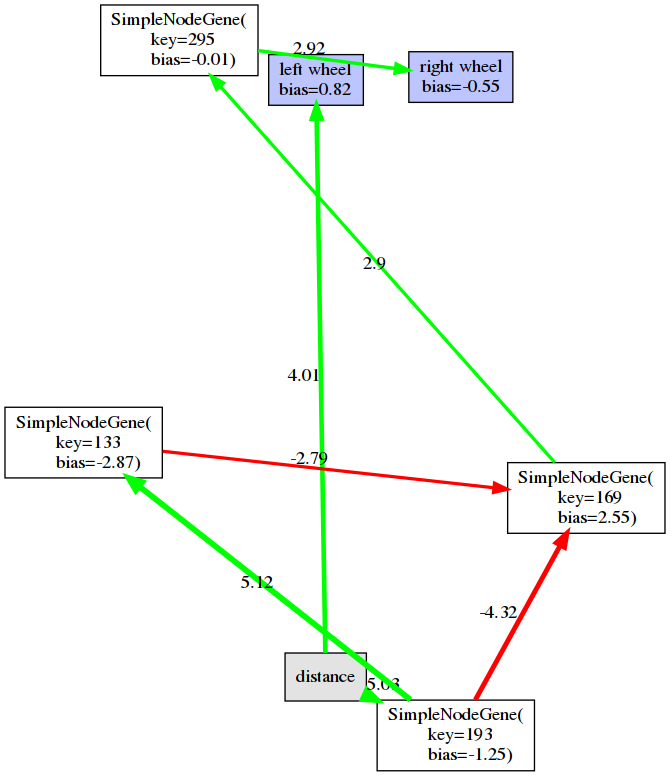 SimpleNodeGene(
key=295
bias=-0.01)
2.92
left wheel
bias=0.82
right wheel
bias=-0.55
2.9
4.01
SimpleNodeGene(
key=133
bias=-2.87)
-2.79
SimpleNodeGene(
key=169
bias=2.55)
5.12
-4.32
distance
5.03
SimpleNodeGene(
key=193
bias=-1.25)